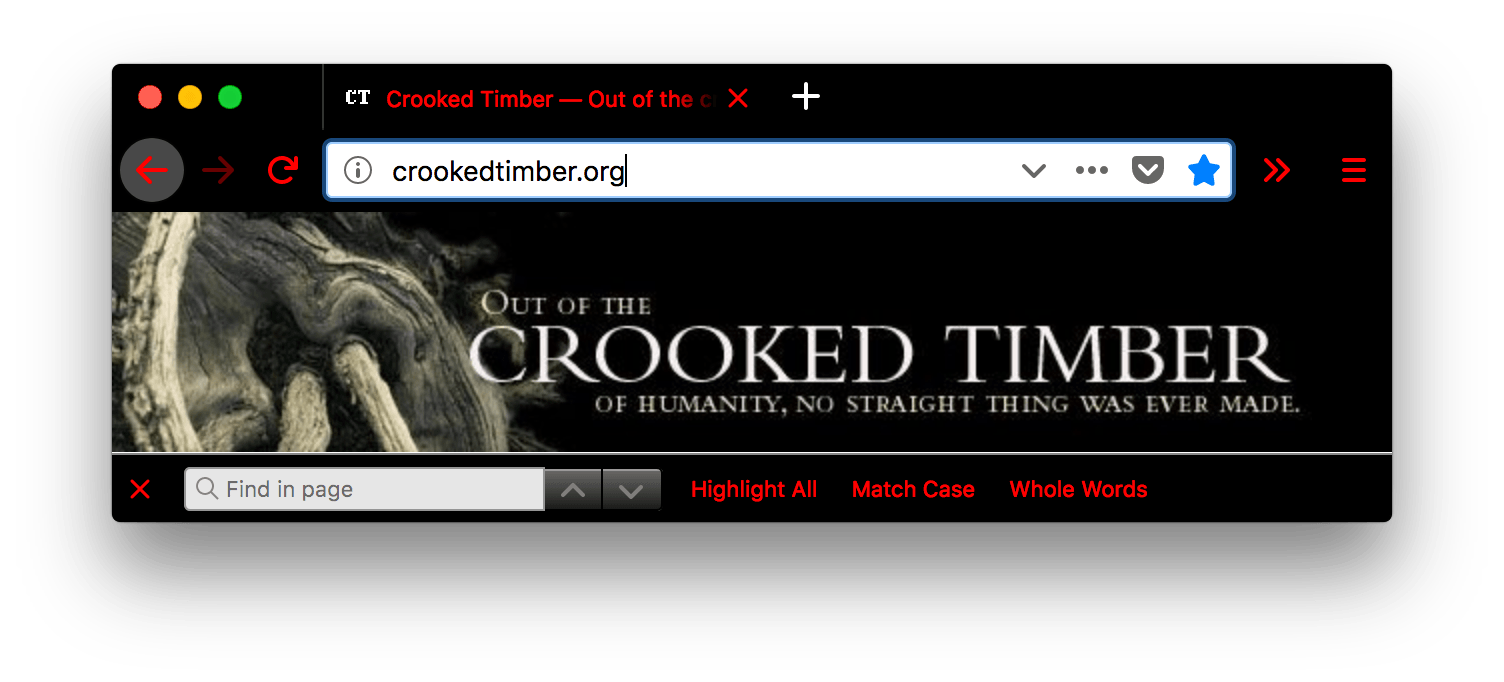 CT Crooked Timber — Out of the
crookedtimber.org
OUT OF THE
CROOKED TIMBER
OF HUMANITY, NO STRAIGHT THING WAS EVER MADE.
Find in page Highlight All Match Case Whole Words